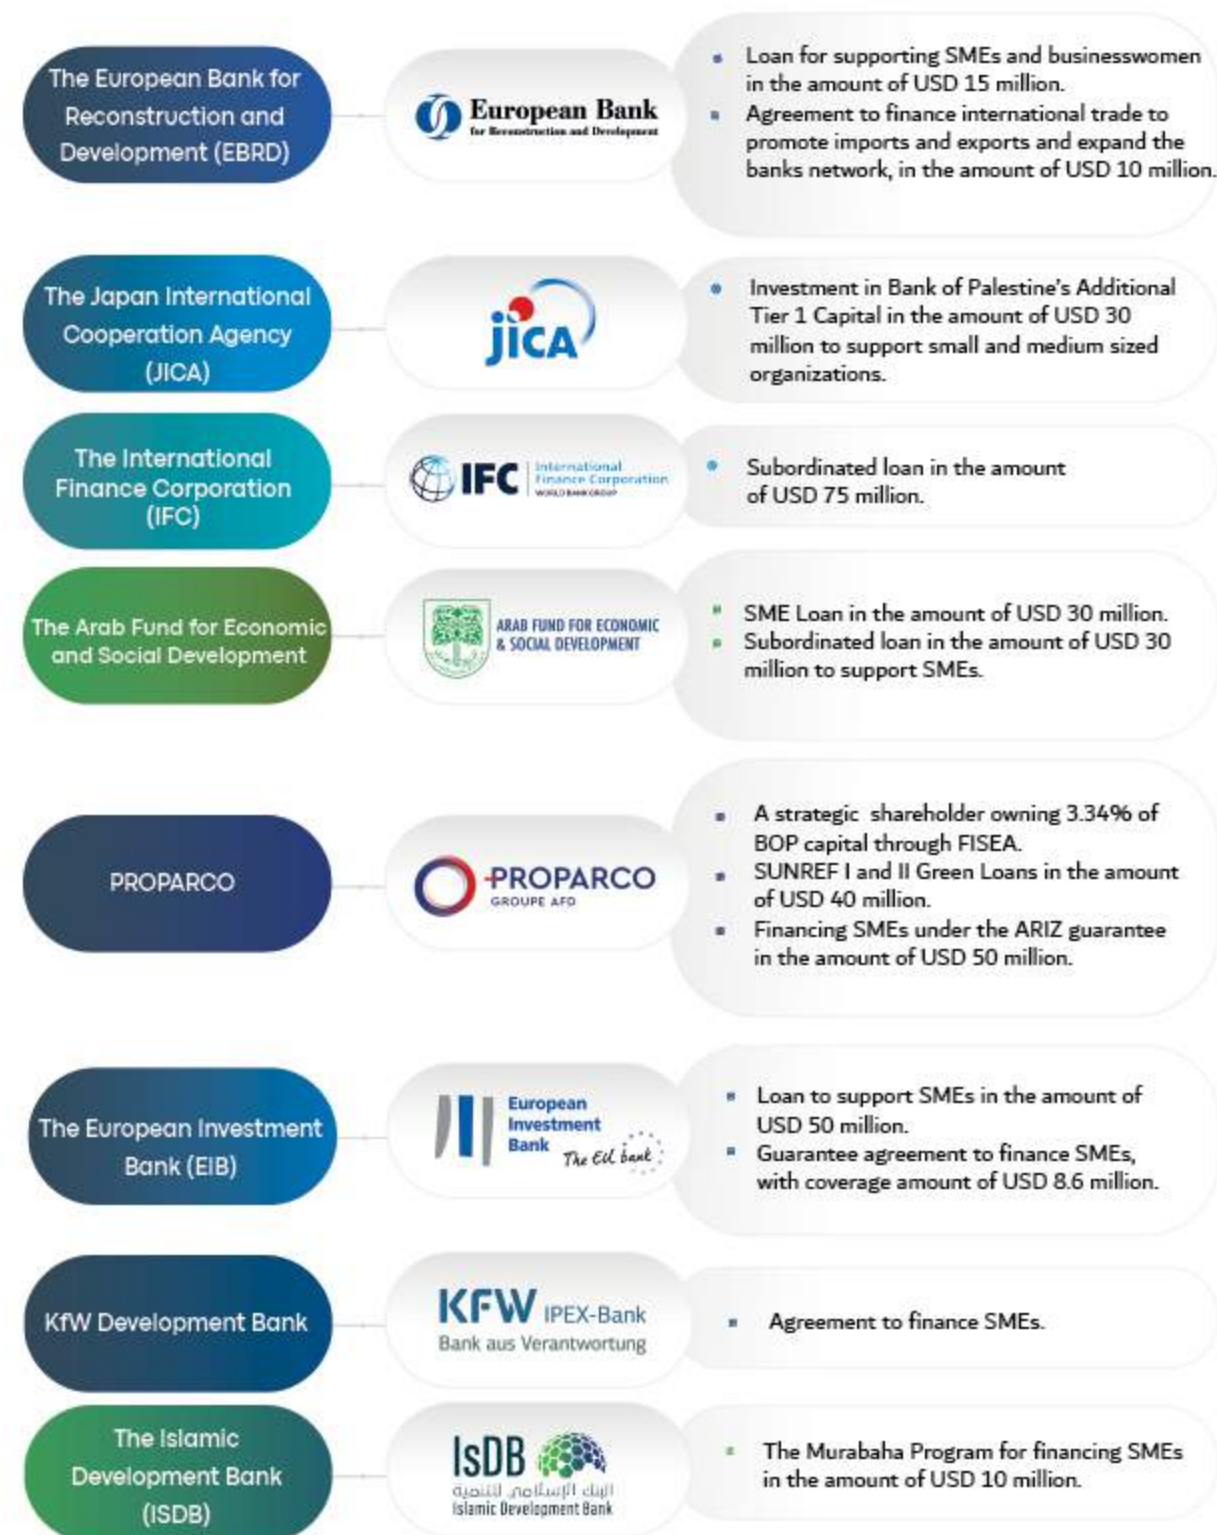 The European Bank for
Reconstruction and
Development (EBRD)
European Bank
for Reconstruction and Development
Loan for supporting SMEs and businesswomen
in the amount of USD 15 million.
Agreement to finance international trade to
promote imports and exports and expand the
banks network, in the amount of USD 10 million.
The Japan International
Cooperation Agency
(JICA)
jica
Investment in Bank of Palestine's Additional
Tier 1 Capital in the amount of USD 30
million to support small and medium sized
organizations.
The International
Finance Corporation
(IFC)
IFC
International
Finance Corporation
WORLD BANK GROUP
Subordinated loan in the amount
of USD 75 million.
The Arab Fund for Economic
and Social Development
ARAB FUND FOR ECONOMIC
& SOCIAL DEVELOPMENT
SME Loan in the amount of USD 30 million.
Subordinated loan in the amount of USD 30
million to support SMEs.
PROPARCO
PROPARCO
GROUPE AFD
A strategic shareholder owning 3.34% of
BOP capital through FISEA.
SUNREF I and II Green Loans in the amount
of USD 40 million.
Financing SMEs under the ARIZ guarantee
in the amount of USD 50 million.
The European Investment
Bank (EIB)
European
Investment
Bank
The EU bank
Loan to support SMEs in the amount of
USD 50 million.
Guarantee agreement to finance SMEs,
with coverage amount of USD 8.6 million.
KfW Development Bank
KFW IPEX-Bank
Bank aus Verantwortung
Agreement to finance SMEs.
The Islamic
Development Bank
(ISDB)
IsDB
البنك الإسلامي للتنمية
Islamic Development Bank
The Murabaha Program for financing SMEs
in the amount of USD 10 million.